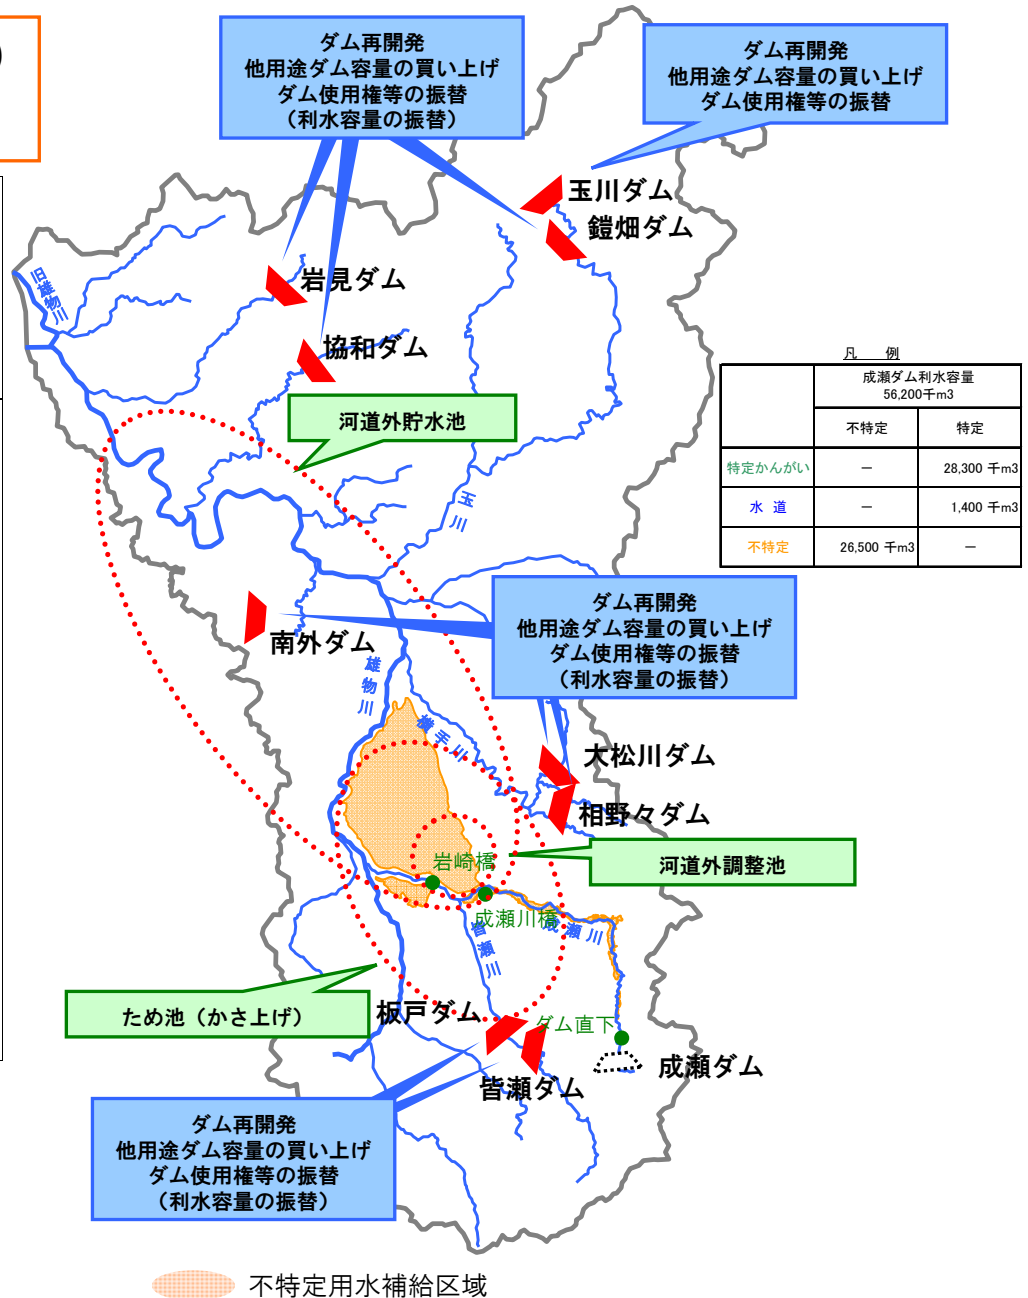 )
ダム再開発
他用途ダム容量の買い上げ
ダム使用権等の振替
(利水容量の振替)
ダム再開発
他用途ダム容量の買い上げ
ダム使用権等の振替
玉川ダム
鎧畑ダム
岩見ダム
旧雄物川
協和ダム
凡 例
成瀬ダム利水容量
56,200千m3
不特定 特定
特定かんがい － 28,300 千m3
水 道 － 1,400 千m3
不特定 26,500 千m3 －
河道外貯水池
玉川
ダム再開発
他用途ダム容量の買い上げ
ダム使用権等の振替
(利水容量の振替)
南外ダム
雄物川
横手川
大松川ダム
相野々ダム
岩崎橋
河道外調整池
成瀬川橋
成瀬川
皆瀬川
ため池(かさ上げ)
板戸ダム
ダム直下
成瀬ダム
皆瀬ダム
ダム再開発
他用途ダム容量の買い上げ
ダム使用権等の振替
(利水容量の振替)
不特定用水補給区域